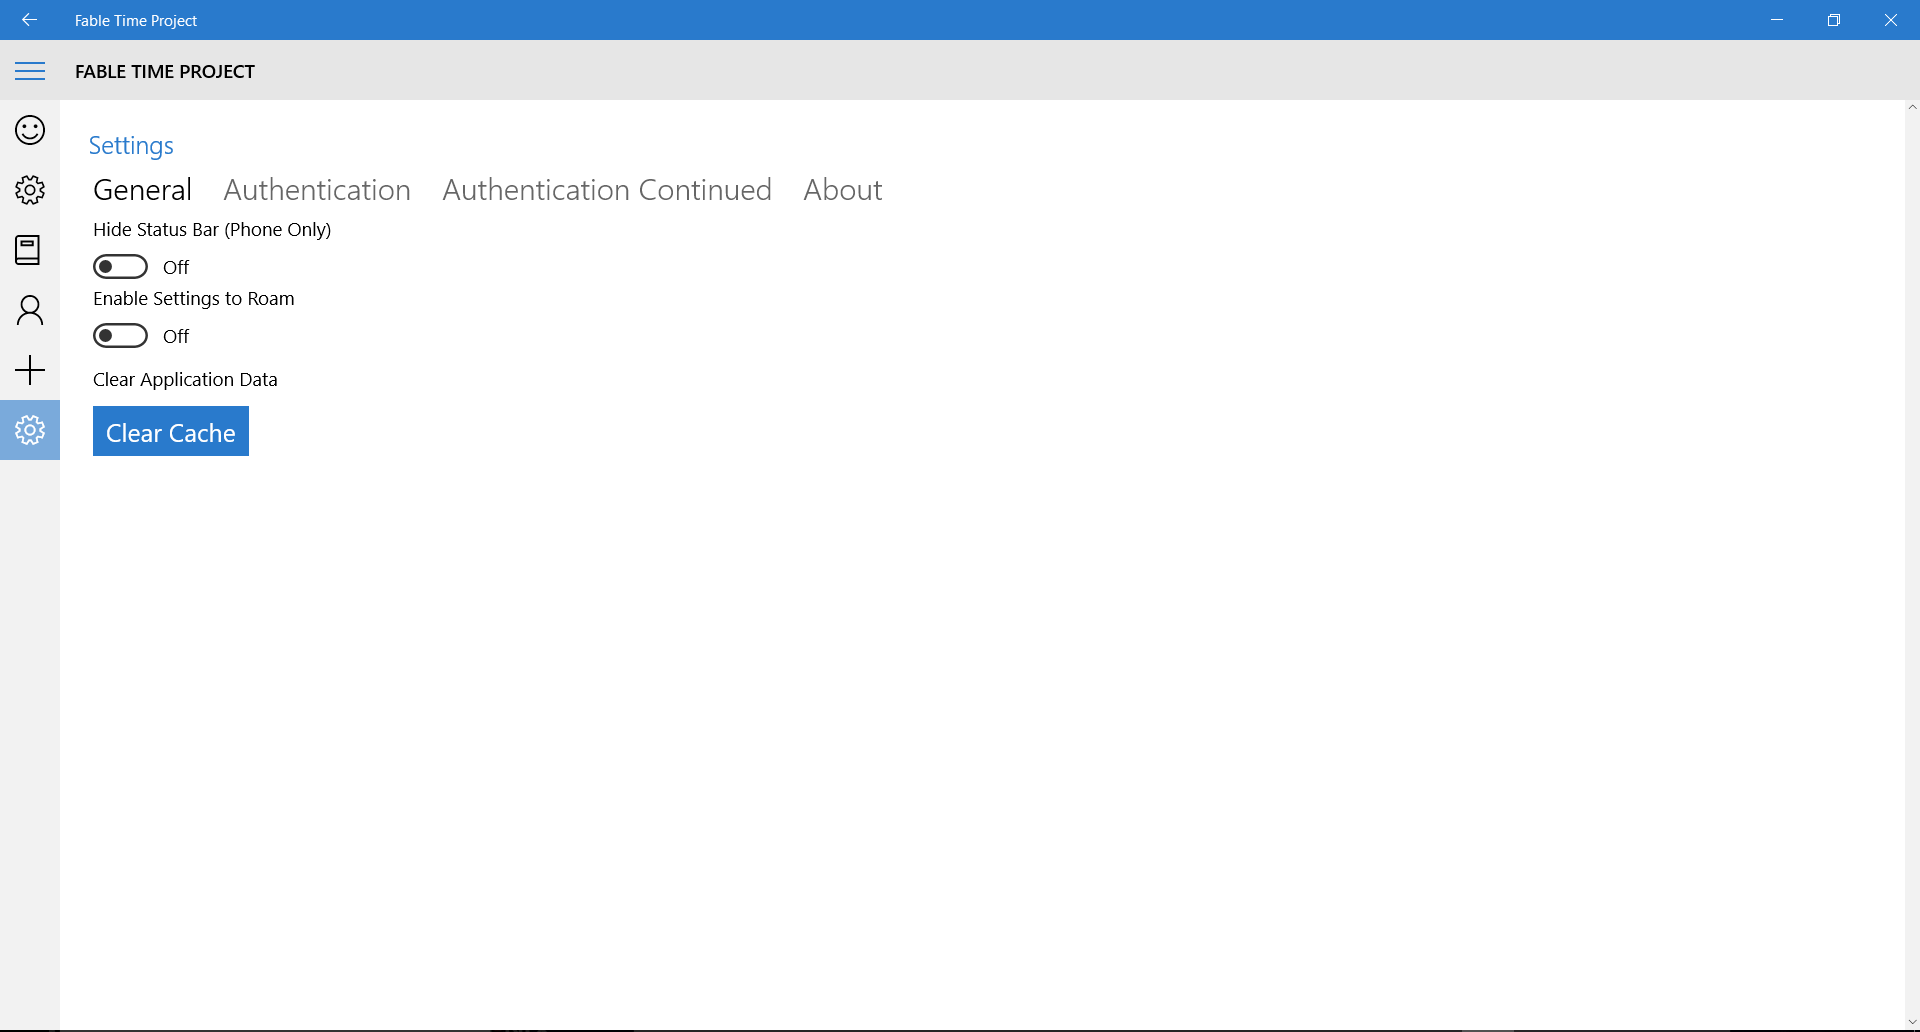 Fable Time Project
FABLE TIME PROJECT
Settings
General Authentication Authentication Continued About
Hide Status Bar (Phone Only)
Off
Enable Settings to Roam
Off
Clear Application Data
Clear Cache